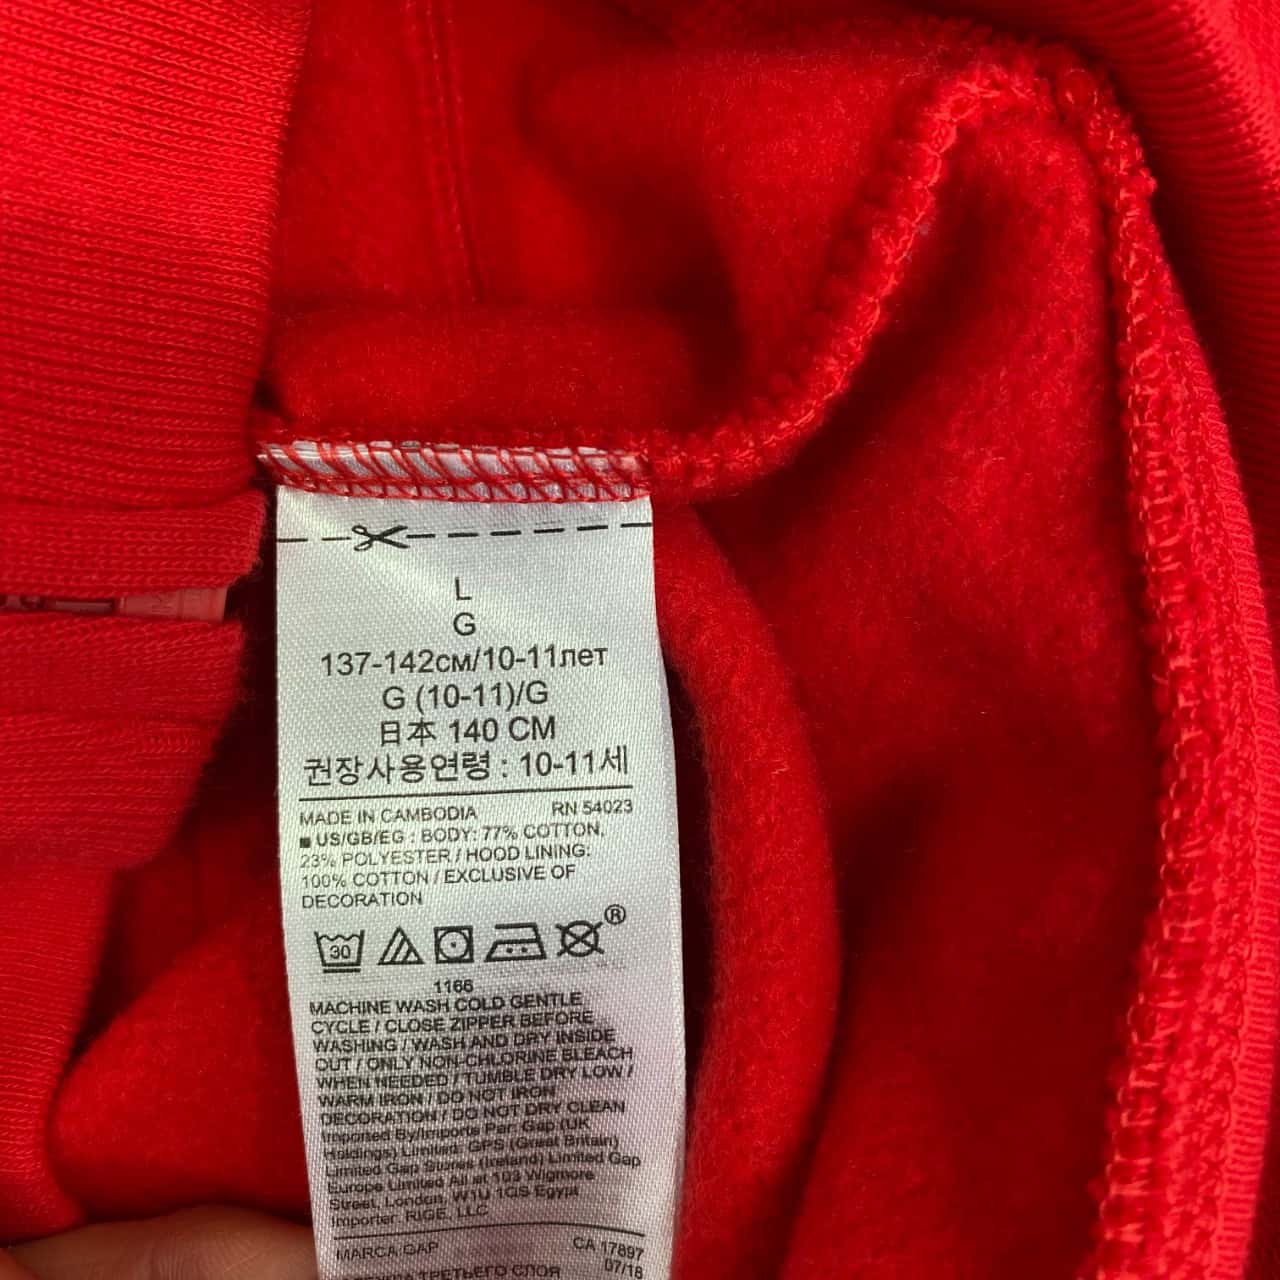 L
G
137-142см/10-11лет
G (10-11)/G
日本 140 CM
권장사용연령 : 10-11세
MADE IN CAMBODIA RN 54023
■ US/GB/EG : BODY: 77% COTTON,
23% POLYESTER / HOOD LINING:
100% COTTON / EXCLUSIVE OF
DECORATION
30 ®
1166
MACHINE WASH COLD GENTLE
CYCLE / CLOSE ZIPPER BEFORE
WASHING / WASH AND DRY INSIDE
OUT / ONLY NON-CHLORINE BLEACH
WHEN NEEDED / TUMBLE DRY LOW /
WARM IRON / DO NOT IRON
DECORATION / DO NOT DRY CLEAN
Imported By/Importe Par: Gap (UK
Holdings) Limited. GPS (Great Britain)
Limited Gap Stores (Ireland) Limited Gap
Europe Limited All at 103 Wigmore
Street, London, W1U 1QS Egypt
Importer: RIGE, LLC
МАРСА GAP CA 17897
07/18
ТРЕТЬЕГО СЛОЯ